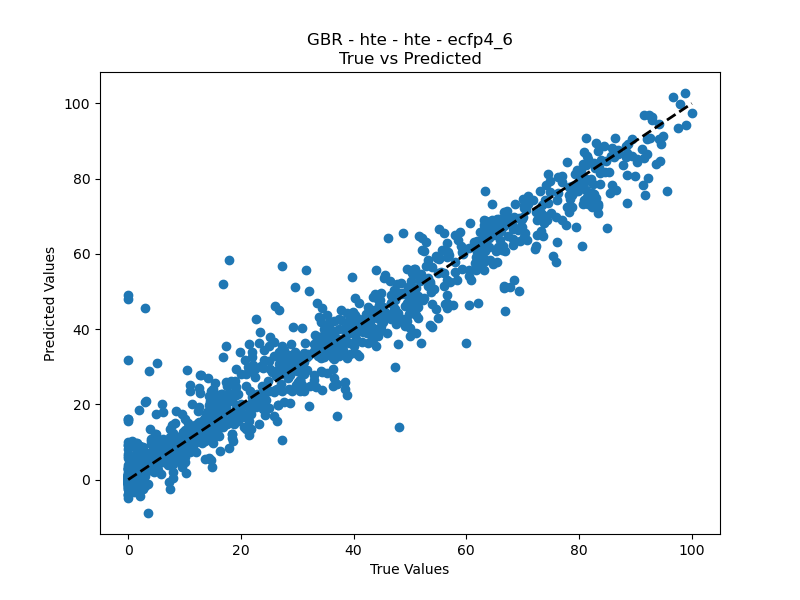 GBR - hte - hte - ecfp4_6
True vs Predicted
100
80
60
40
20
0
Predicted Values
0 20 40 60 80 100
True Values